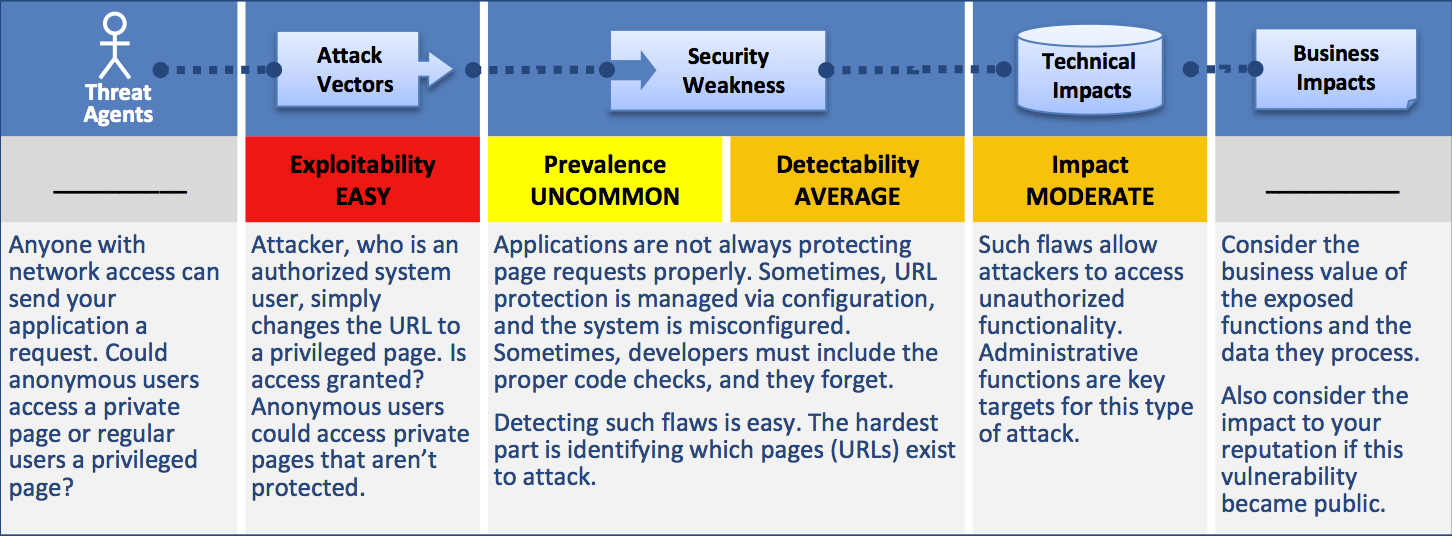 Threat
Agents
Attack
Vectors
Security
Weakness
Technical
Impacts
Business
Impacts
__________
Exploitability
EASY
Prevalence
UNCOMMON
Detectability
AVERAGE
Impact
MODERATE
__________
Anyone with
network access can
send your
application a
request. Could
anonymous users
access a private
page or regular
users a privileged
page?
Attacker, who is an
authorized system
user, simply
changes the URL to
a privileged page. Is
access granted?
Anonymous users
could access private
pages that aren’t
protected.
Applications are not always protecting
page requests properly. Sometimes, URL
protection is managed via configuration,
and the system is misconfigured.
Sometimes, developers must include the
proper code checks, and they forget.
Detecting such flaws is easy. The hardest
part is identifying which pages (URLs) exist
to attack.
Such flaws allow
attackers to access
unauthorized
functionality.
Administrative
functions are key
targets for this type
of attack.
Consider the
business value of
the exposed
functions and the
data they process.
Also consider the
impact to your
reputation if this
vulnerability
became public.